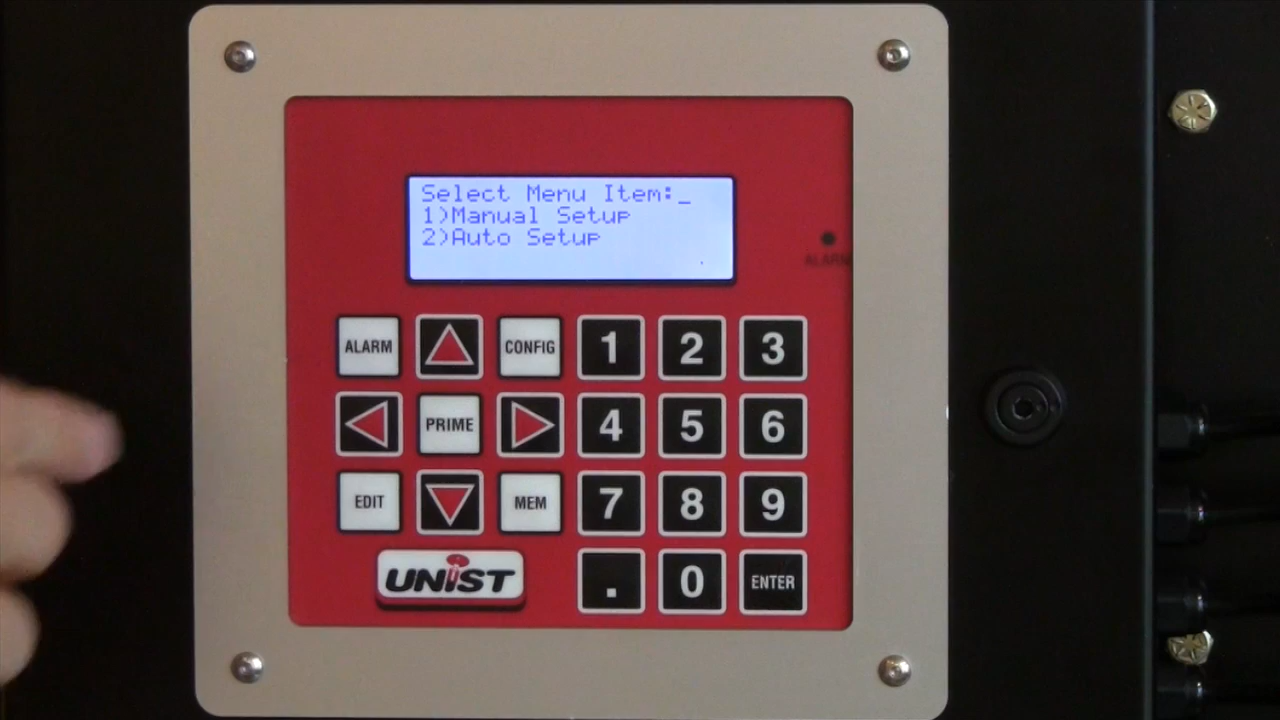 Select Menu Item:_
1)Manual Setup
2)Auto Setup
ALARM
ALARM CONFIG 1 2 3
PRIME 4 5 6
EDIT MEM 7 8 9
UNIST . 0 ENTER